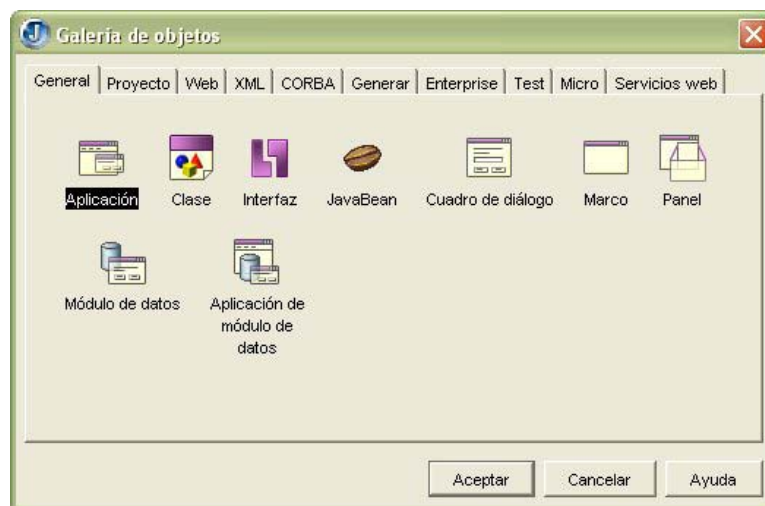 Galería de objetos
General Proyecto Web XML CORBA Generar Enterprise Test Micro Servicios web
Aplicación Clase Interfaz JavaBean Cuadro de diálogo Marco Panel
Módulo de datos Aplicación de
módulo de
datos
Aceptar Cancelar Ayuda